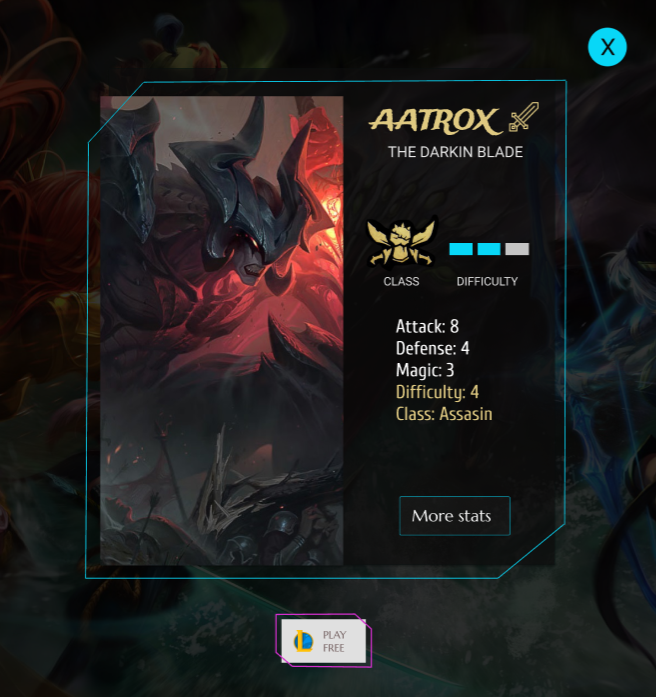 X
AATROX
THE DARKIN BLADE
CLASS
DIFFICULTY
Attack: 8
Defense: 4
Magic: 3
Difficulty: 4
Class: Assasin
More stats
PLAY
FREE